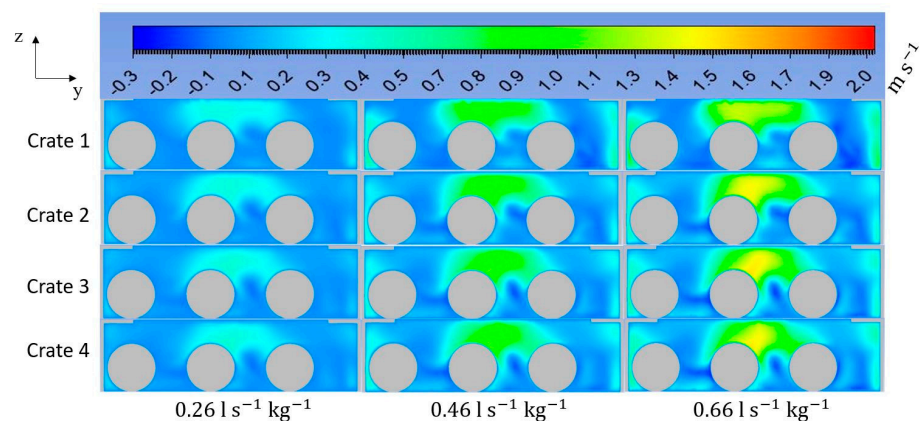 z
y
-0.3 -0.2 -0.1 0.1 0.2 0.3 0.4 0.5 0.7 0.8 0.9 1.0 1.1 1.3 1.4 1.5 1.6 1.7 1.9 2.0
m s⁻¹
Crate 1
Crate 2
Crate 3
Crate 4
0.26 l s⁻¹ kg⁻¹ 0.46 l s⁻¹ kg⁻¹ 0.66 l s⁻¹ kg⁻¹